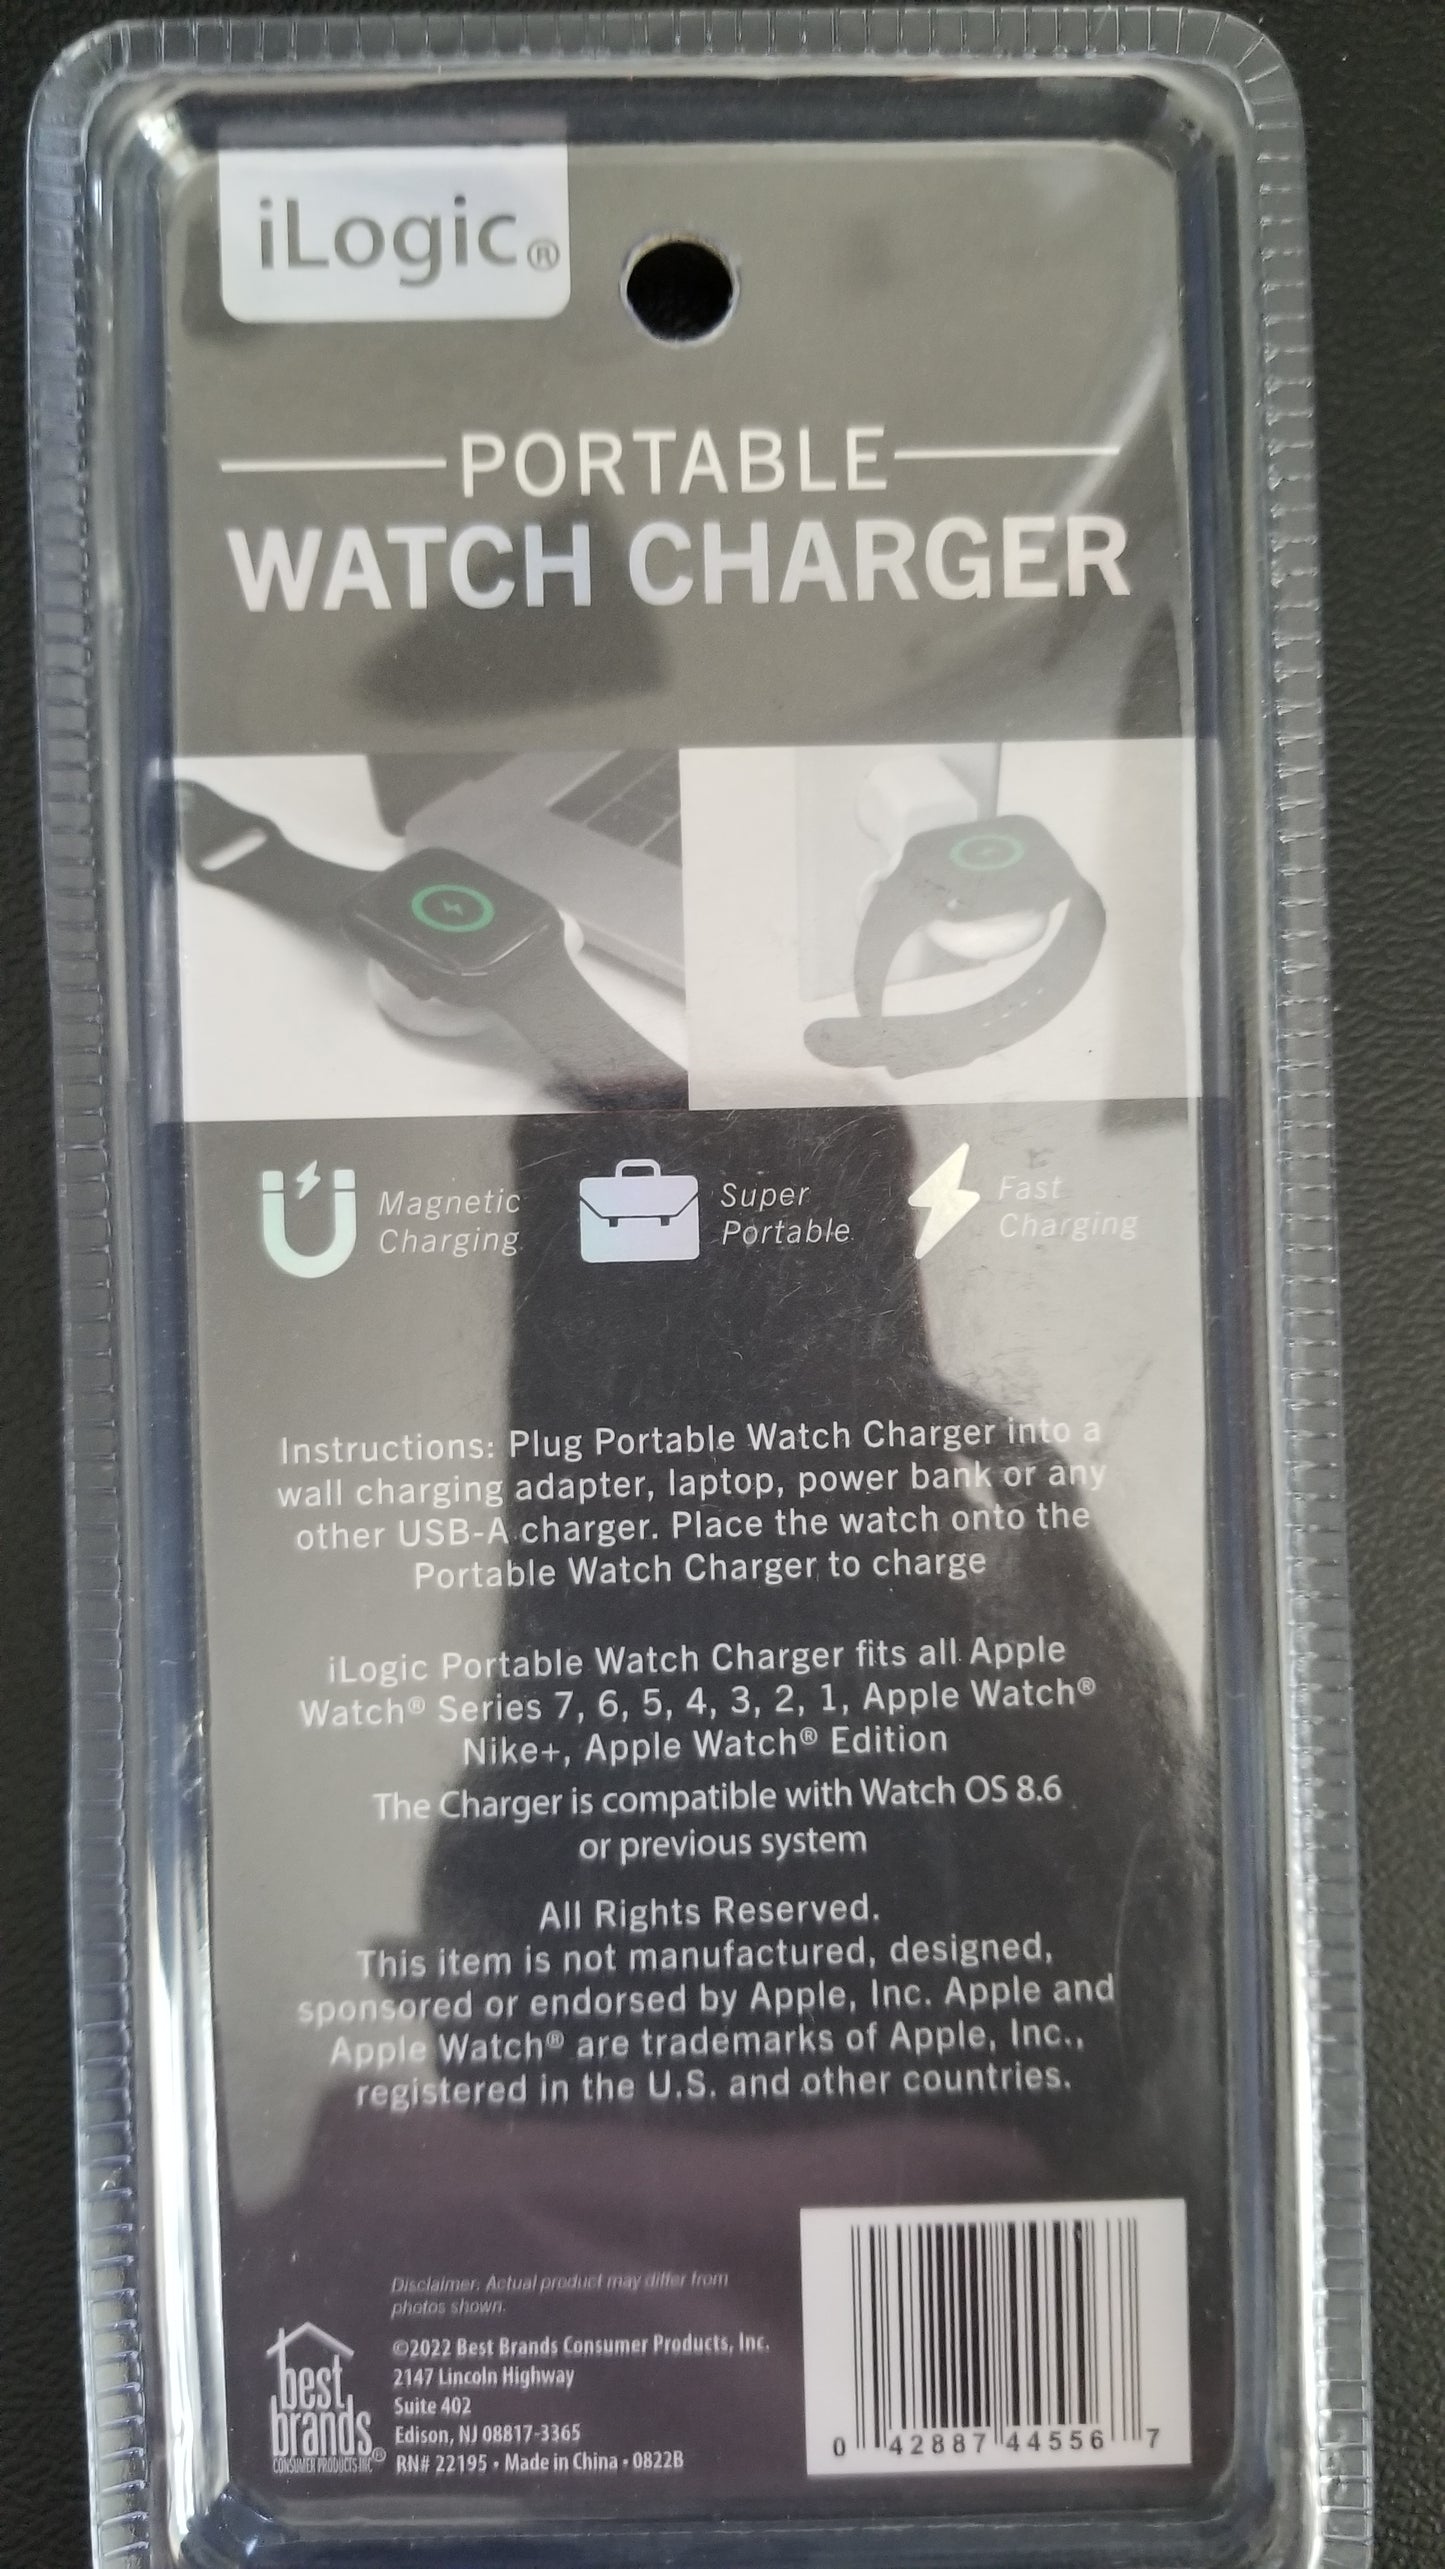 iLogic®
PORTABLE
WATCH CHARGER
Magnetic
Charging
Super
Portable
Fast
Charging
Instructions: Plug Portable Watch Charger into a
wall charging adapter, laptop, power bank or any
other USB-A charger. Place the watch onto the
Portable Watch Charger to charge
iLogic Portable Watch Charger fits all Apple
Watch® Series 7, 6, 5, 4, 3, 2, 1, Apple Watch®
Nike+, Apple Watch® Edition
The Charger is compatible with Watch OS 8.6
or previous system
All Rights Reserved.
This item is not manufactured, designed,
sponsored or endorsed by Apple, Inc. Apple and
Apple Watch® are trademarks of Apple, Inc.,
registered in the U.S. and other countries.
Disclaimer: Actual product may differ from
photos shown.
©2022 Best Brands Consumer Products, Inc.
2147 Lincoln Highway
Suite 402
Edison, NJ 08817-3365
RN# 22195 • Made in China • 0822B
best
brands
CONSUMER PRODUCTS INC®
0 42887 44556 7